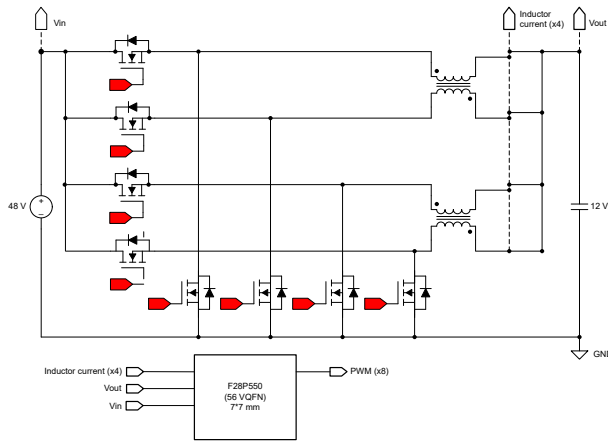 Vin
Inductor
current (x4)
Vout
48 V
12 V
GND
Inductor current (x4)
Vout
Vin
F28P550
(56 VQFN)
7*7 mm
PWM (x8)